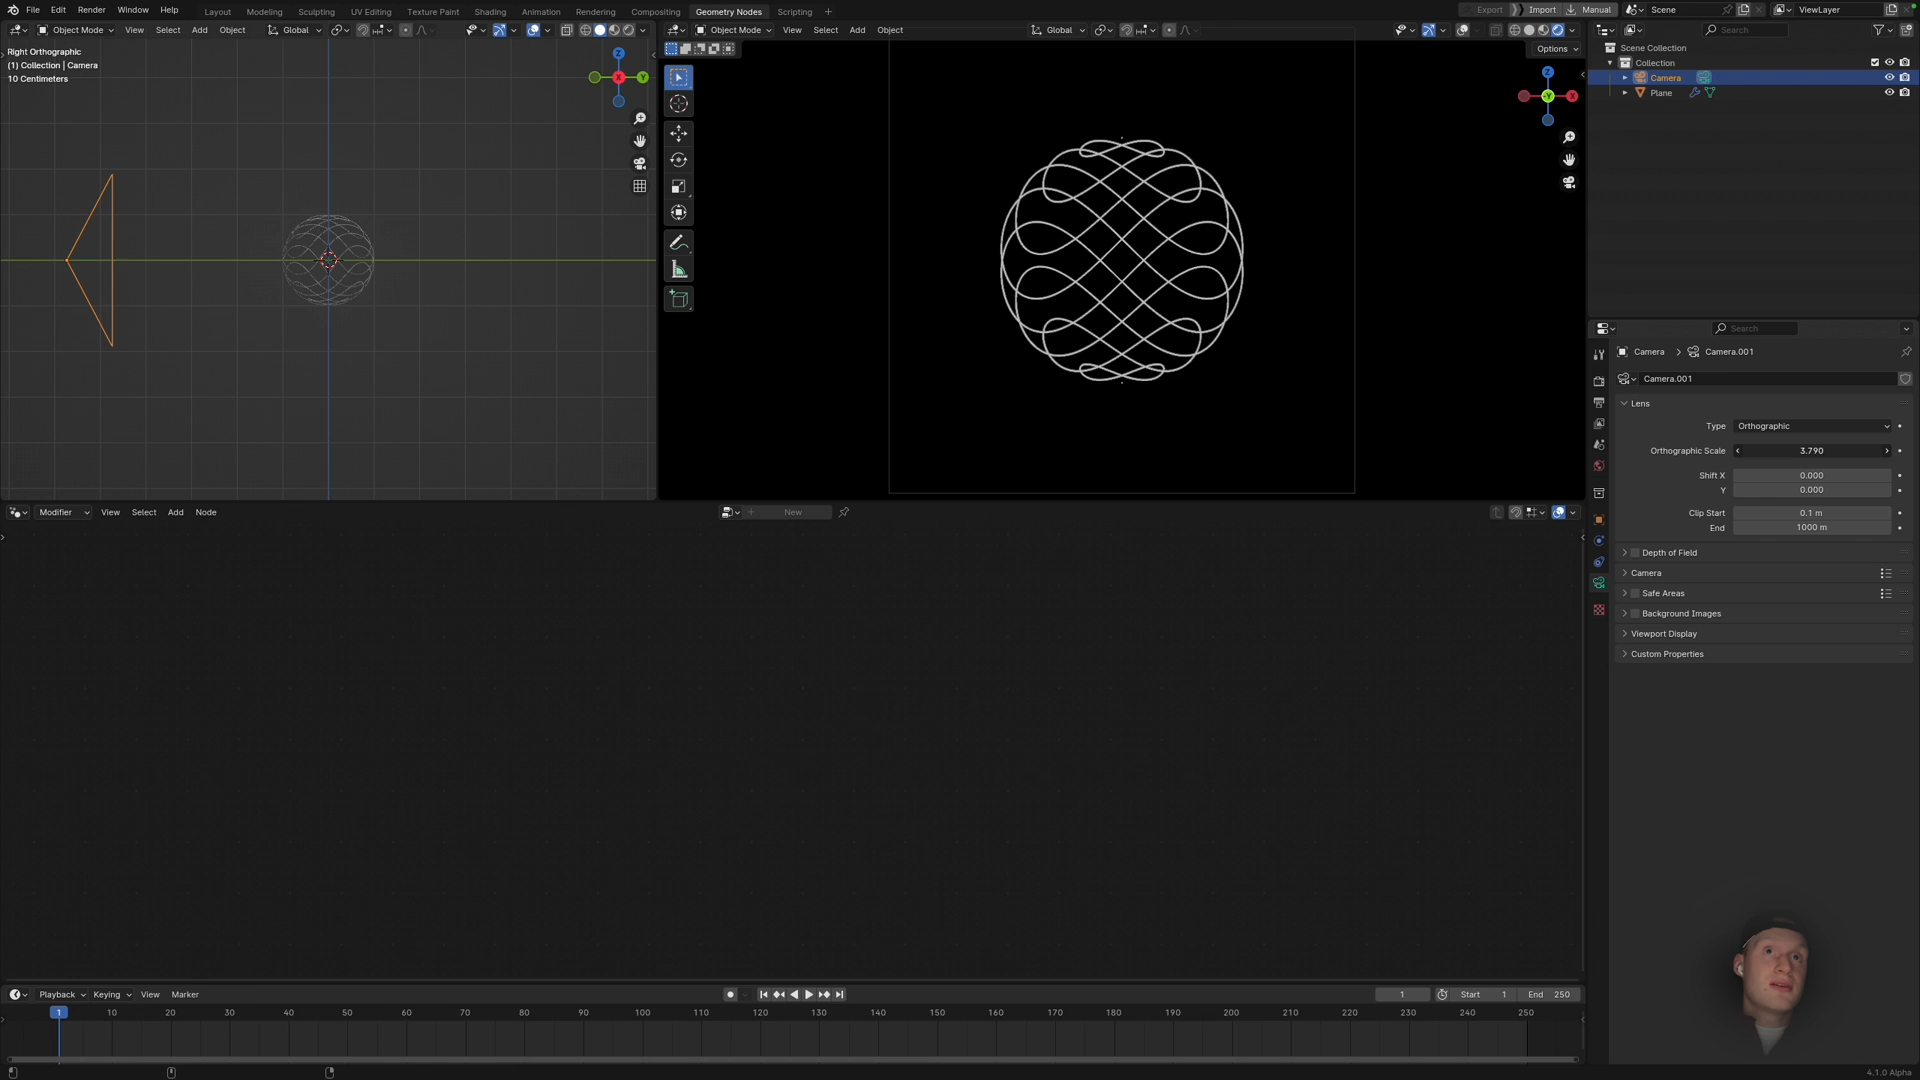 File Edit Render Window Help
Layout Modeling Sculpting UV Editing Texture Paint Shading Animation Rendering Compositing Geometry Nodes Scripting +
Export Import Manual Scene ViewLayer
Object Mode View Select Add Object Global
Right Orthographic
(1) Collection | Camera
10 Centimeters
Z
X
Y
Object Mode View Select Add Object Global
Options
Z
-Y
X
Search
Scene Collection
Collection
Camera
Plane
Search
Camera > Camera.001
Camera.001
Lens
Type Orthographic
Orthographic Scale 3.790
Shift X 0.000
Y 0.000
Clip Start 0.1 m
End 1000 m
Depth of Field
Camera
Safe Areas
Background Images
Viewport Display
Custom Properties
Modifier View Select Add Node
New
Playback Keying View Marker
1 Start 1 End 250
1 10 20 30 40 50 60 70 80 90 100 110 120 130 140 150 160 170 180 190 200 210 220 230 240 250
4.1.0 Alpha